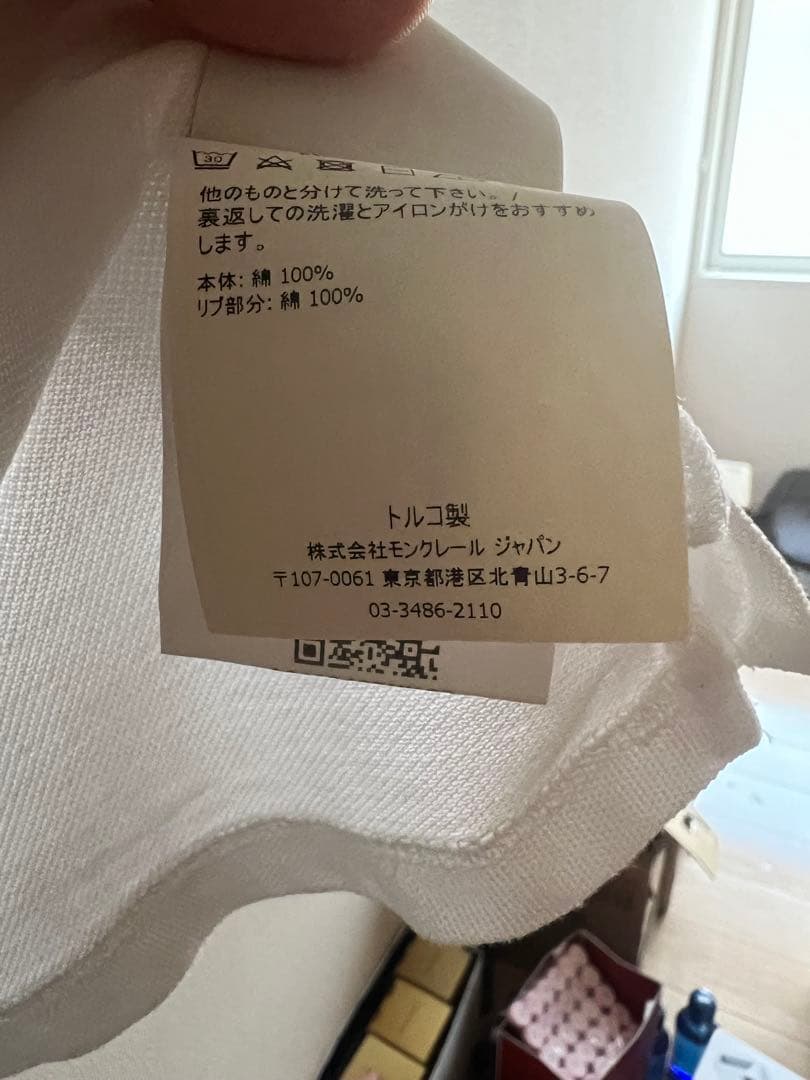 30
他のものと分けて洗って下さい。/
裏返しての洗濯とアイロンがけをおすすめ
します。
本体: 綿 100%
リブ部分: 綿 100%
トルコ製
株式会社モンクレール ジャパン
〒107-0061 東京都港区北青山3-6-7
03-3486-2110